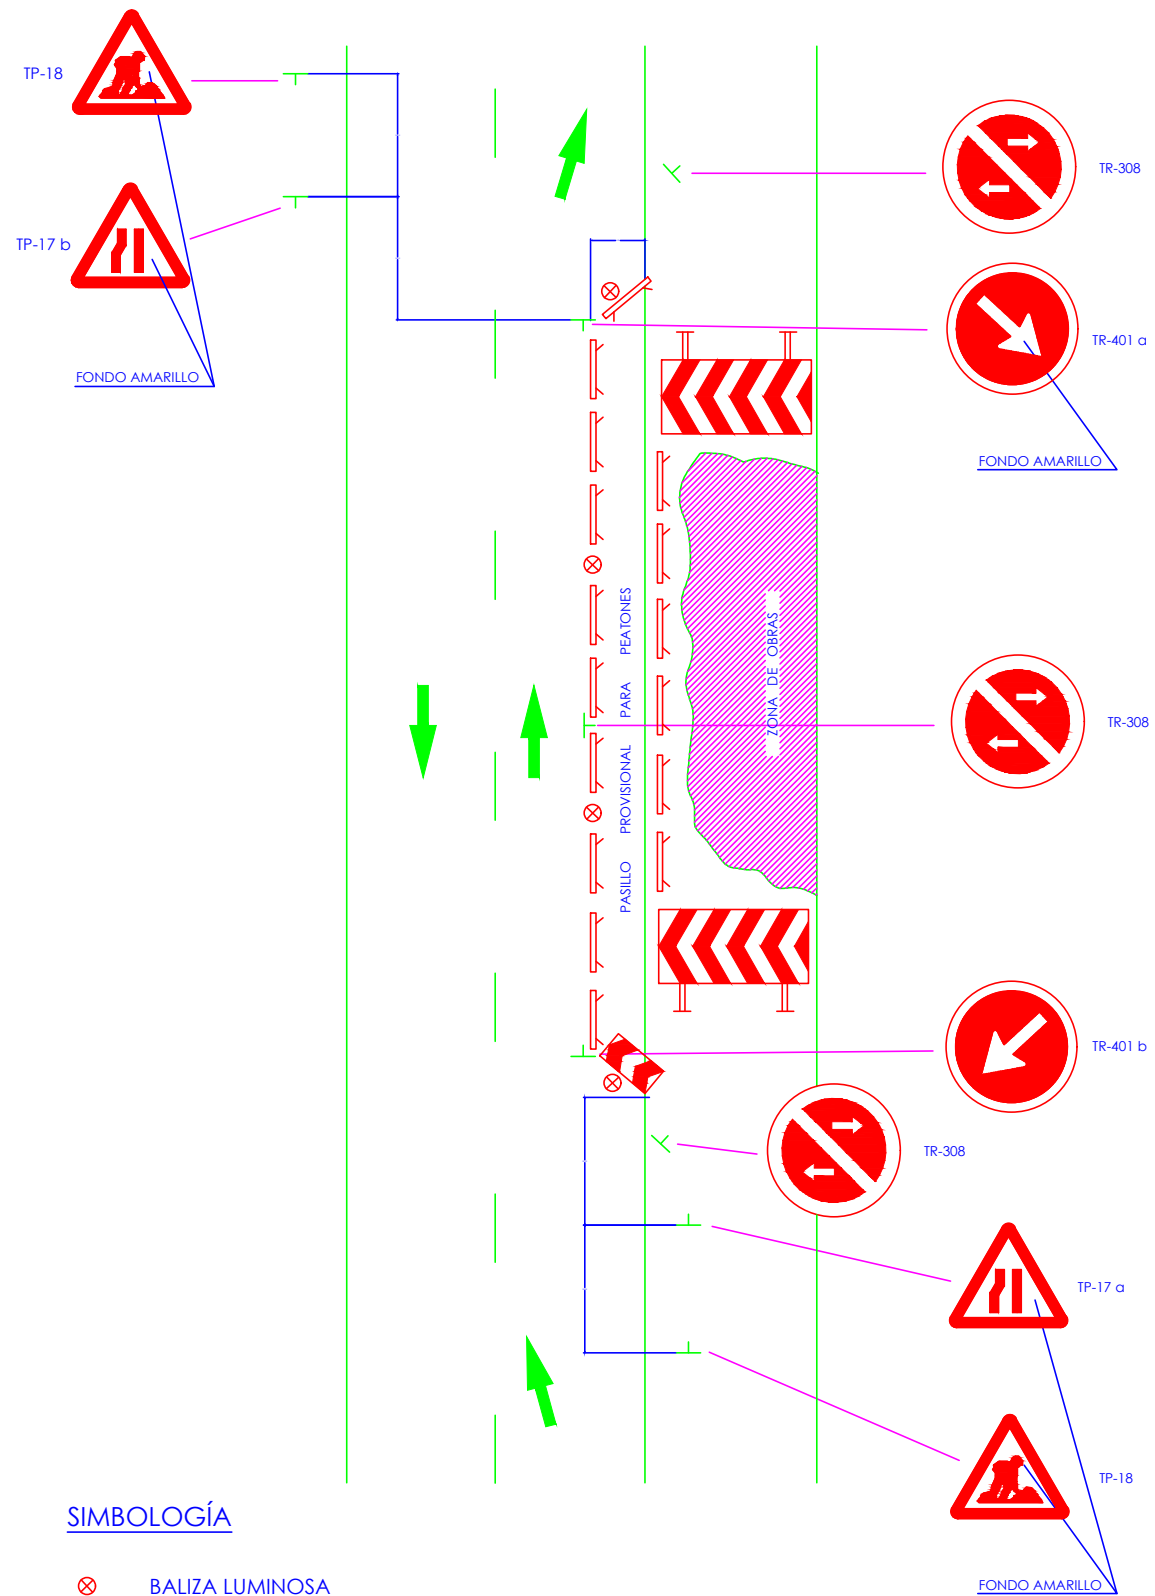 TP-18
TR-308
TP-17 b
TR-401 a
FONDO AMARILLO
FONDO AMARILLO
PASILLO PROVISIONAL PARA PEATONES
ZONA DE OBRAS
TR-308
TR-401 b
TR-308
TP-17 a
TP-18
SIMBOLOGÍA
BALIZA LUMINOSA
FONDO AMARILLO